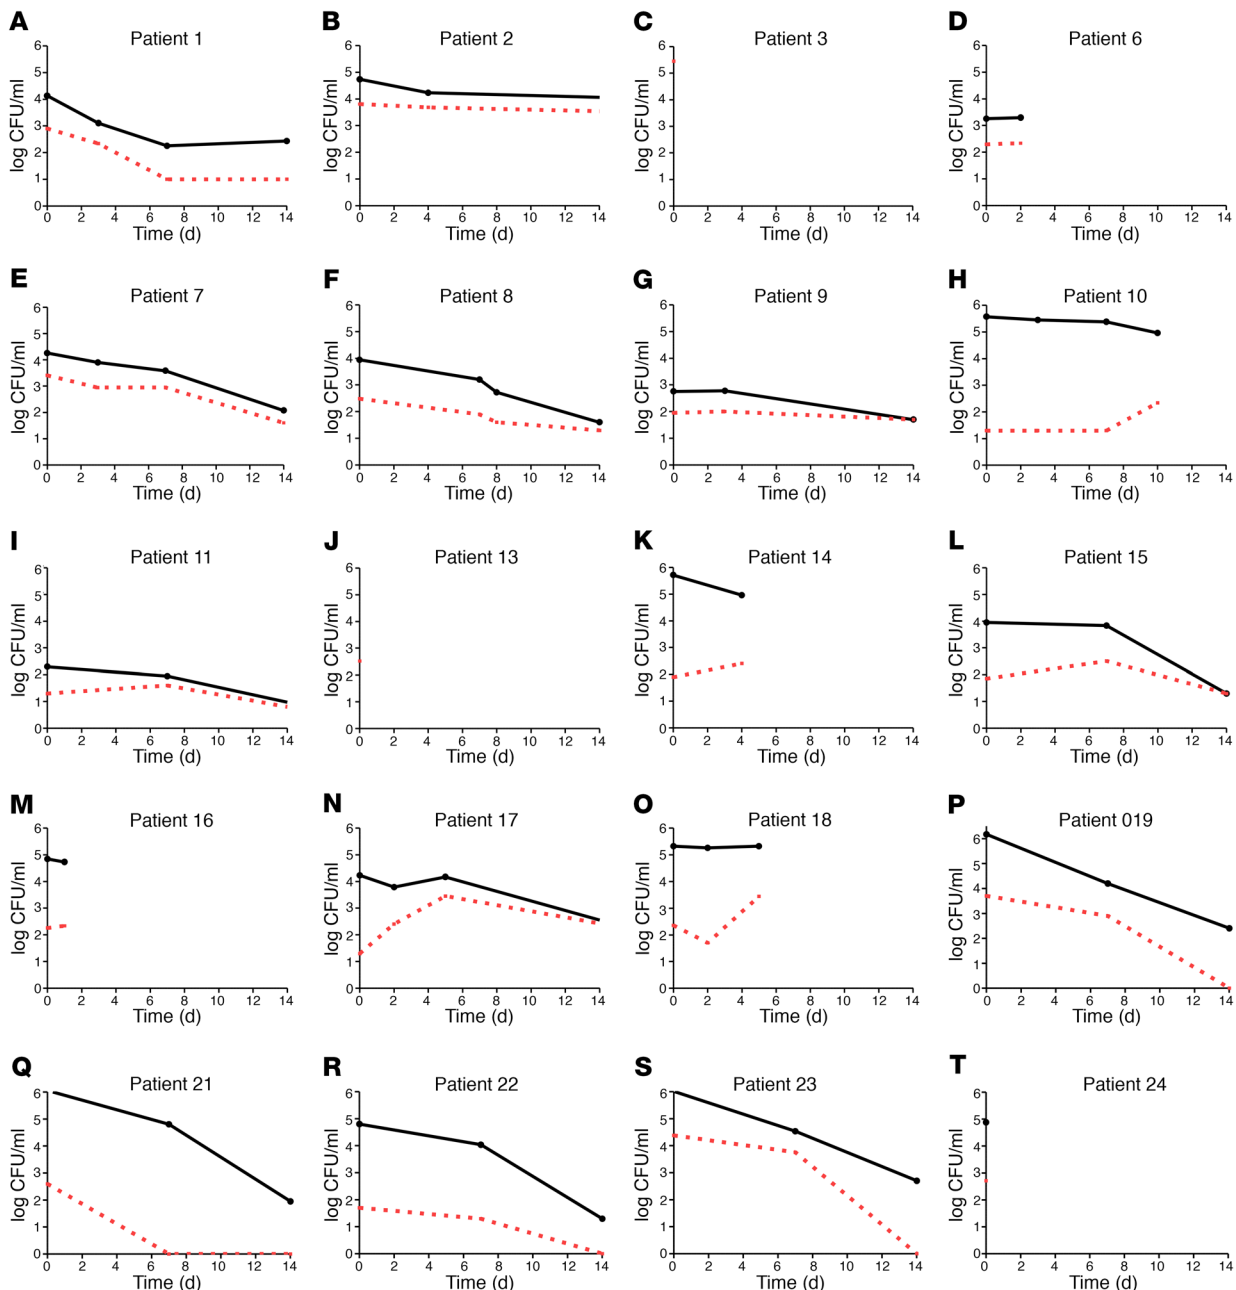 A
Patient 1
log CFU/ml
6
5
4
3
2
1
0
0 2 4 6 8 10 12 14
Time (d)
B
Patient 2
log CFU/ml
6
5
4
3
2
1
0
0 2 4 6 8 10 12 14
Time (d)
C
Patient 3
log CFU/ml
6
5
4
3
2
1
0
0 2 4 6 8 10 12 14
Time (d)
D
Patient 6
log CFU/ml
6
5
4
3
2
1
0
0 2 4 6 8 10 12 14
Time (d)
E
Patient 7
log CFU/ml
6
5
4
3
2
1
0
0 2 4 6 8 10 12 14
Time (d)
F
Patient 8
log CFU/ml
6
5
4
3
2
1
0
0 2 4 6 8 10 12 14
Time (d)
G
Patient 9
log CFU/ml
6
5
4
3
2
1
0
0 2 4 6 8 10 12 14
Time (d)
H
Patient 10
log CFU/ml
6
5
4
3
2
1
0
0 2 4 6 8 10 12 14
Time (d)
I
Patient 11
log CFU/ml
6
5
4
3
2
1
0
0 2 4 6 8 10 12 14
Time (d)
J
Patient 13
log CFU/ml
6
5
4
3
2
1
0
0 2 4 6 8 10 12 14
Time (d)
K
Patient 14
log CFU/ml
6
5
4
3
2
1
0
0 2 4 6 8 10 12 14
Time (d)
L
Patient 15
log CFU/ml
6
5
4
3
2
1
0
0 2 4 6 8 10 12 14
Time (d)
M
Patient 16
log CFU/ml
6
5
4
3
2
1
0
0 2 4 6 8 10 12 14
Time (d)
N
Patient 17
log CFU/ml
6
5
4
3
2
1
0
0 2 4 6 8 10 12 14
Time (d)
O
Patient 18
log CFU/ml
6
5
4
3
2
1
0
0 2 4 6 8 10 12 14
Time (d)
P
Patient 019
log CFU/ml
6
5
4
3
2
1
0
0 2 4 6 8 10 12 14
Time (d)
Q
Patient 21
log CFU/ml
6
5
4
3
2
1
0
0 2 4 6 8 10 12 14
Time (d)
R
Patient 22
log CFU/ml
6
5
4
3
2
1
0
0 2 4 6 8 10 12 14
Time (d)
S
Patient 23
log CFU/ml
6
5
4
3
2
1
0
0 2 4 6 8 10 12 14
Time (d)
T
Patient 24
log CFU/ml
6
5
4
3
2
1
0
0 2 4 6 8 10 12 14
Time (d)